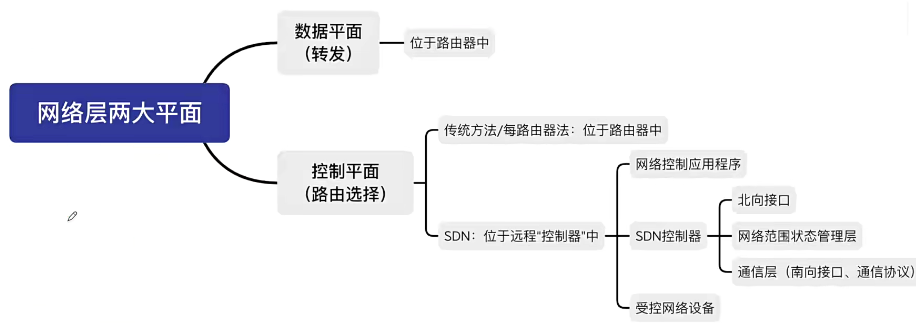 网络层两大平面
数据平面
（转发）
位于路由器中
控制平面
（路由选择）
传统方法/每路由器法：位于路由器中
SDN：位于远程“控制器”中
网络控制应用程序
SDN控制器
北向接口
网络范围状态管理层
通信层（南向接口、通信协议）
受控网络设备